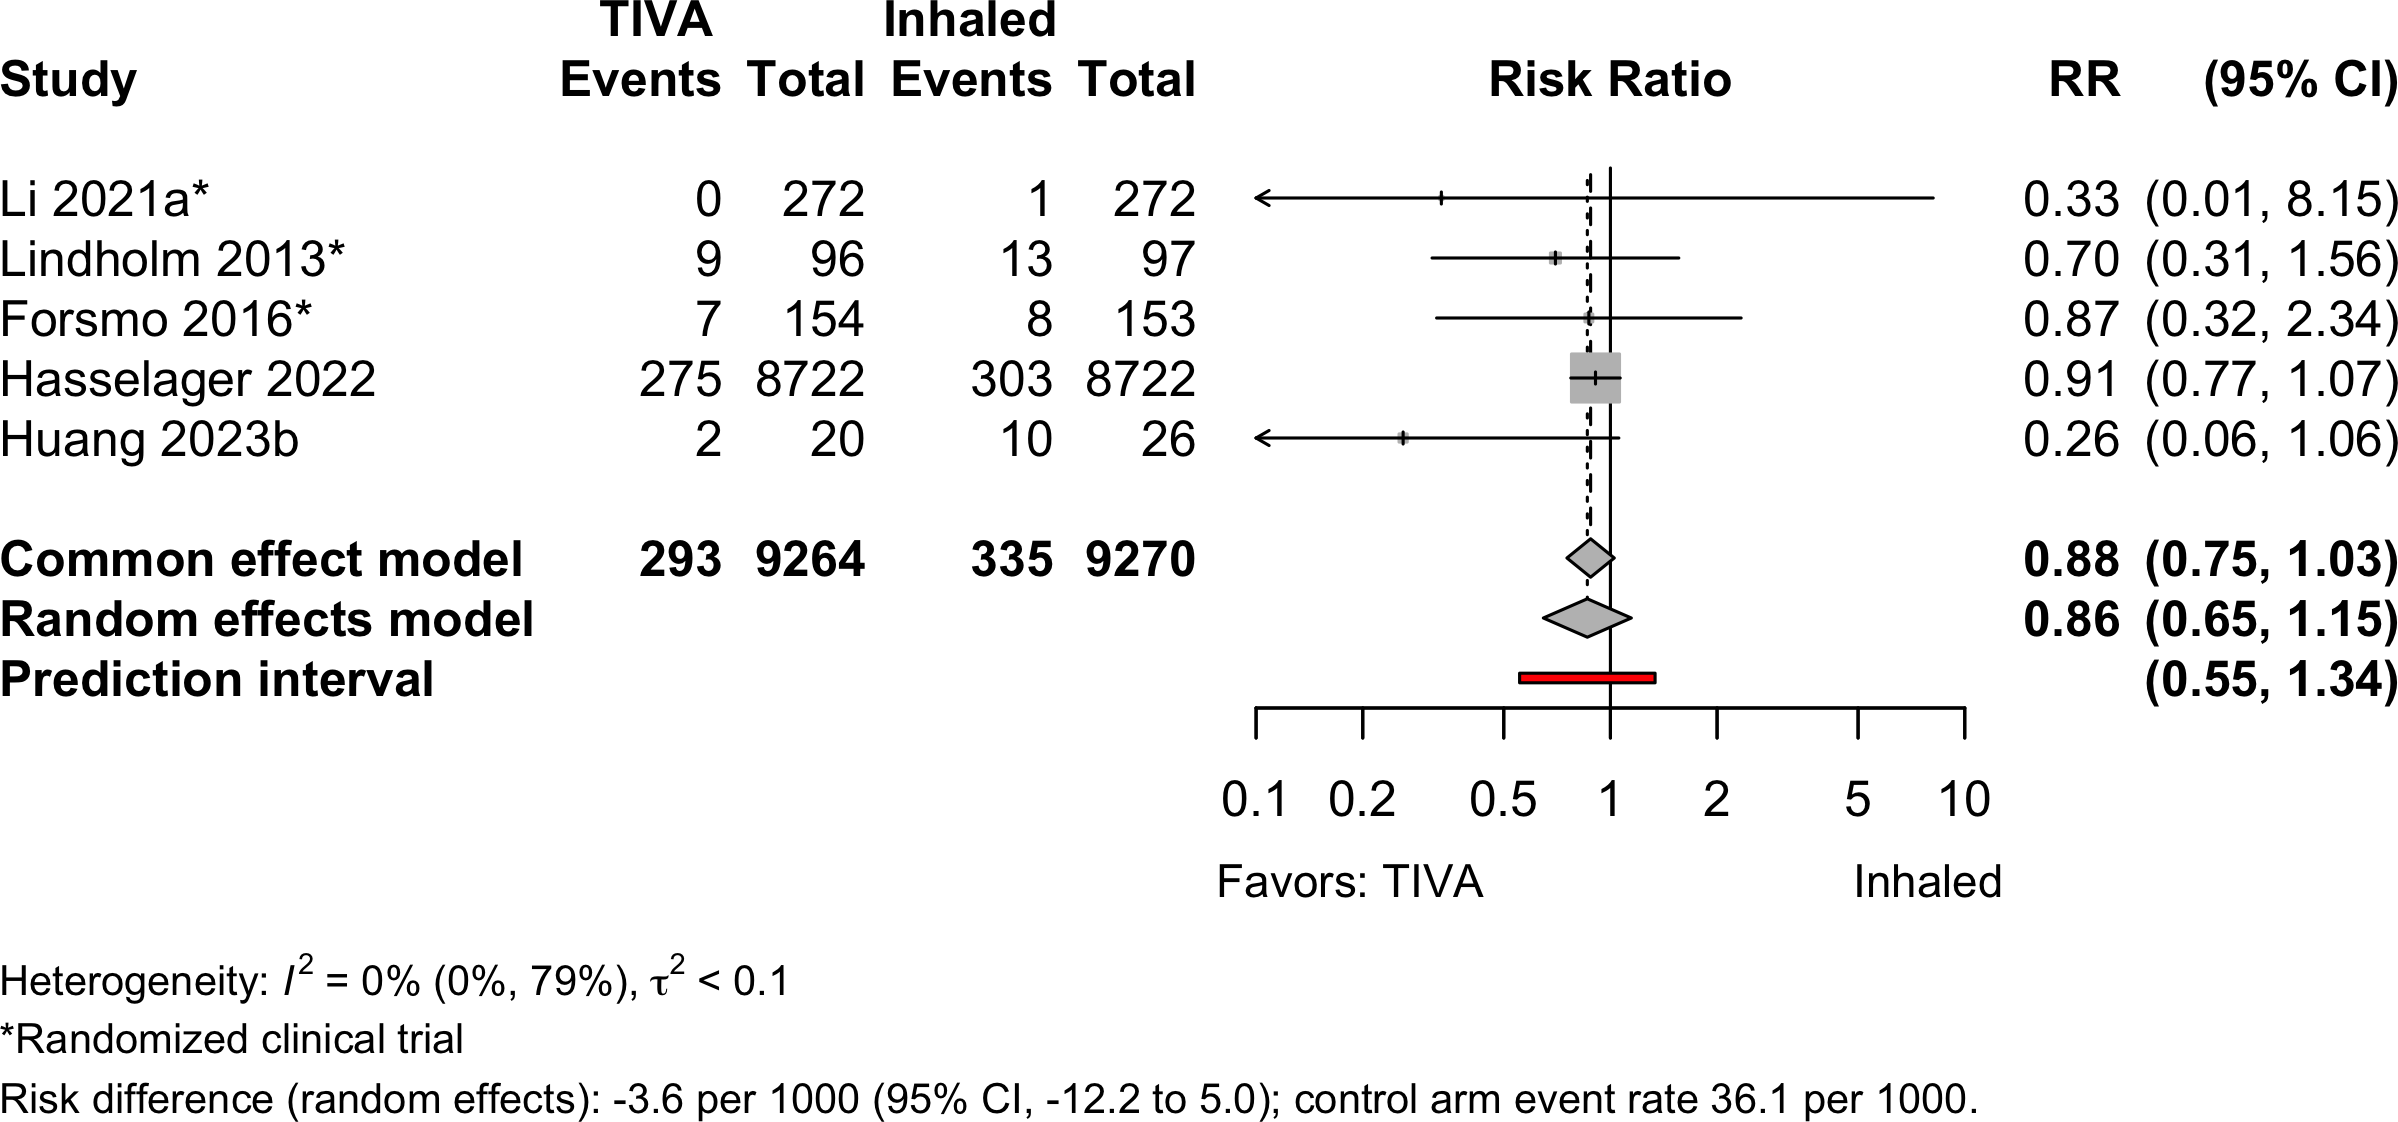 TIVA Inhaled
Study Events Total Events Total Risk Ratio RR (95% CI)
Li 2021a* 0 272 1 272 0.33 (0.01, 8.15)
Lindholm 2013* 9 96 13 97 0.70 (0.31, 1.56)
Forsmo 2016* 7 154 8 153 0.87 (0.32, 2.34)
Hasselager 2022 275 8722 303 8722 0.91 (0.77, 1.07)
Huang 2023b 2 20 10 26 0.26 (0.06, 1.06)
Common effect model 293 9264 335 9270 0.88 (0.75, 1.03)
Random effects model 0.86 (0.65, 1.15)
Prediction interval (0.55, 1.34)
0.1 0.2 0.5 1 2 5 10
Favors: TIVA Inhaled
Heterogeneity: I² = 0% (0%, 79%), τ² < 0.1
*Randomized clinical trial
Risk difference (random effects): -3.6 per 1000 (95% CI, -12.2 to 5.0); control arm event rate 36.1 per 1000.